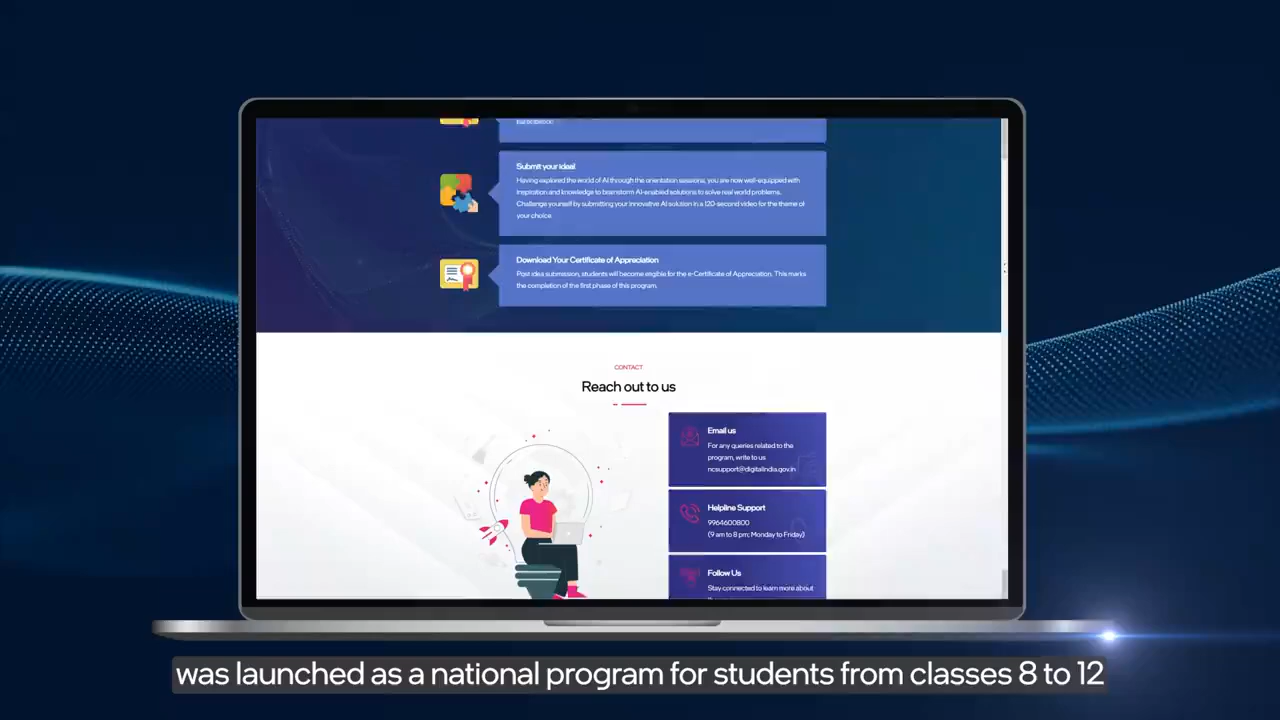 Submit your idea!
Having explored the world of AI through the orientation sessions, you are now well-equipped with
inspiration and knowledge to brainstorm AI-enabled solutions to solve real world problems.
Challenge yourself by submitting your innovative AI solution in a 120-second video for the theme of
your choice
Download Your Certificate of Appreciation
Post idea submission, students will become eligible for the e-Certificate of Appreciation. This marks
the completion of the first phase of this program.
CONTACT
Reach out to us
Email us
For any queries related to the
program, write to us
ncsupport@digitalindia.gov.in
Helpline Support
9964600800
(9 am to 8 pm: Monday to Friday)
Follow Us
Stay connected to learn more about
was launched as a national program for students from classes 8 to 12